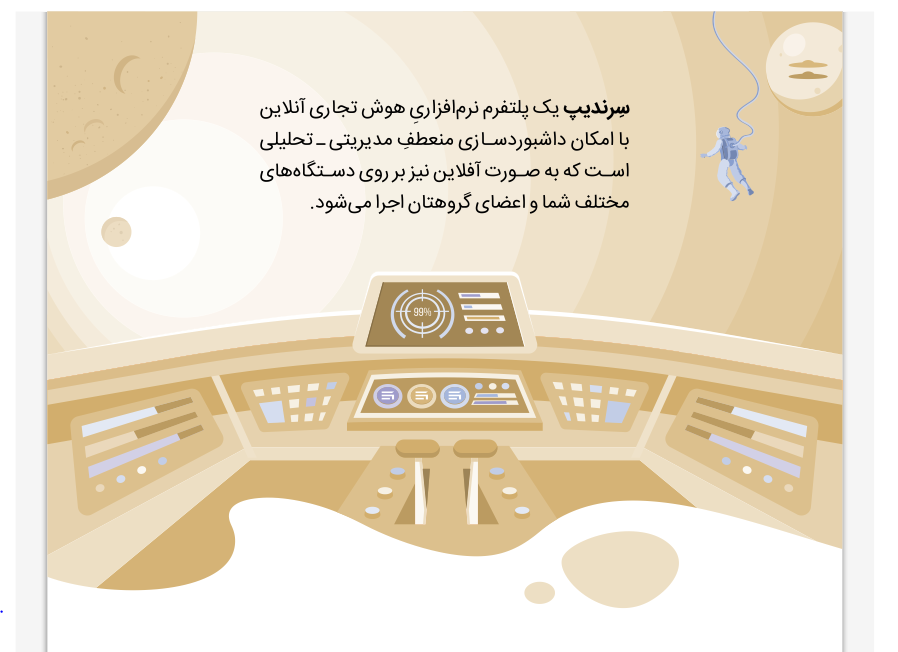 سِرندیپ یک پلتفرم نرم‌افزاریِ هوش تجاری آنلاین
با امکان داشبوردسـازی منعطفِ مدیریتی ـ تحلیلی
اسـت که به صـورت آفلاین نیز بر روی دسـتگاه‌های
مختلف شما و اعضای گروهتان اجرا می‌شود.
99%